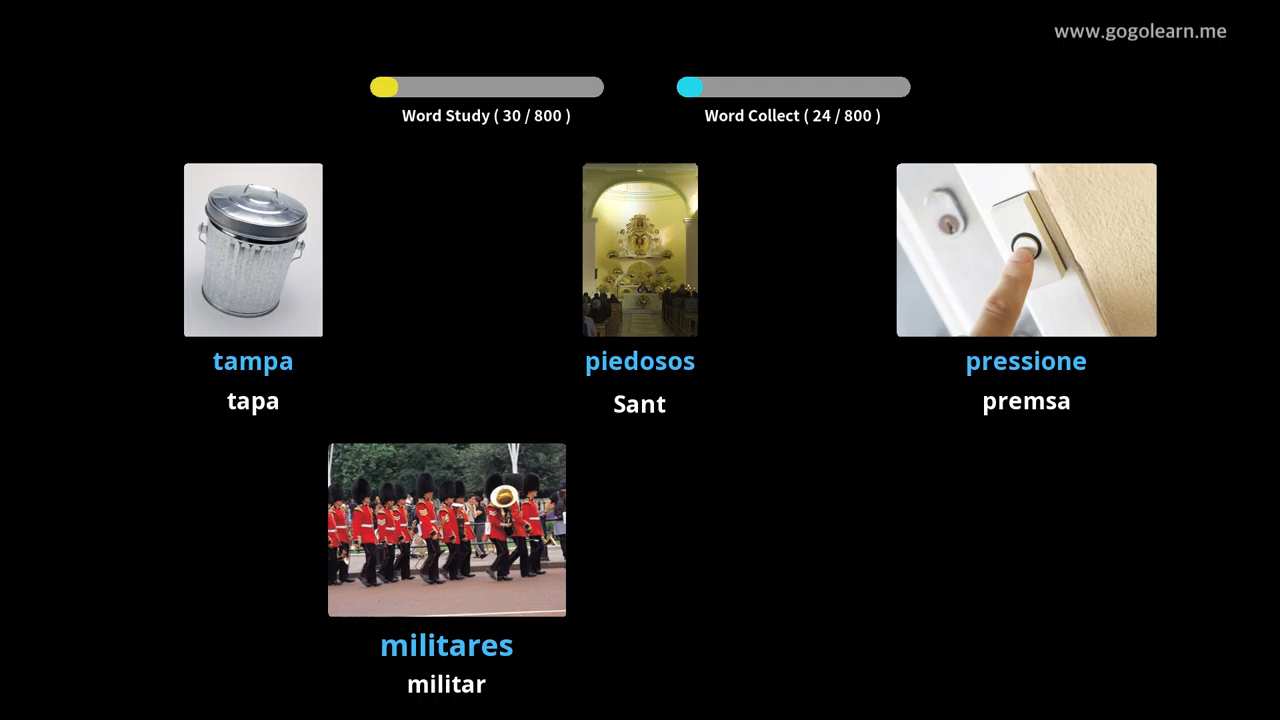 www.gogolearn.me
Word Study ( 30 / 800 )
Word Collect ( 24 / 800 )
tampa
tapa
piedosos
Sant
pressione
premsa
militares
militar